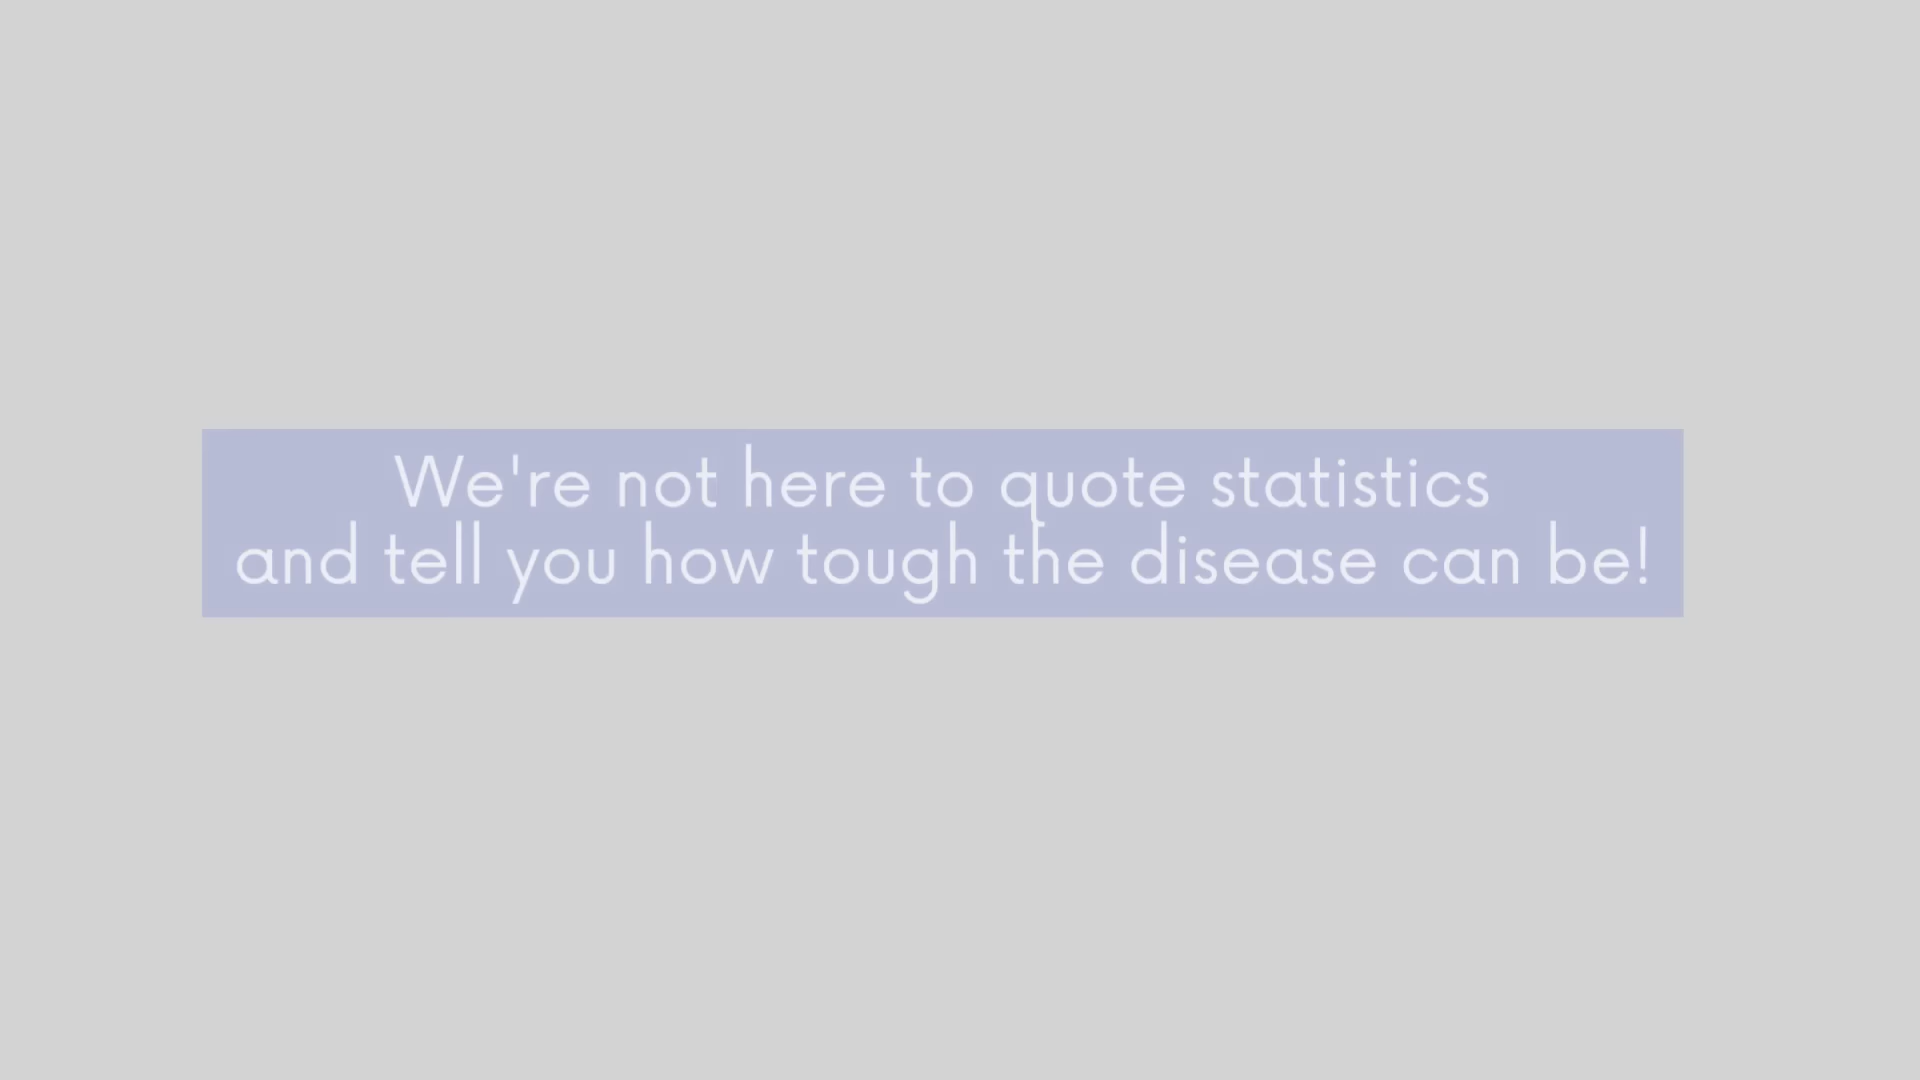 We're not here to quote statistics
and tell you how tough the disease can be!